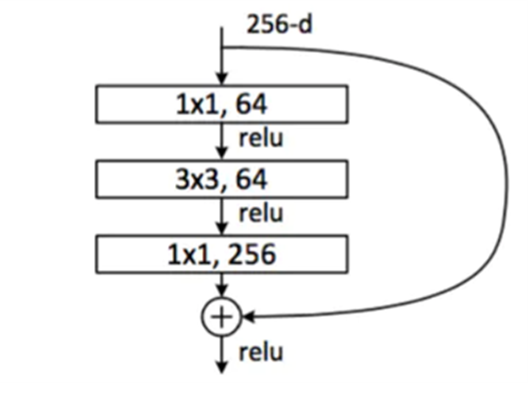 256-d
1x1, 64
relu
3x3, 64
relu
1x1, 256
+
relu